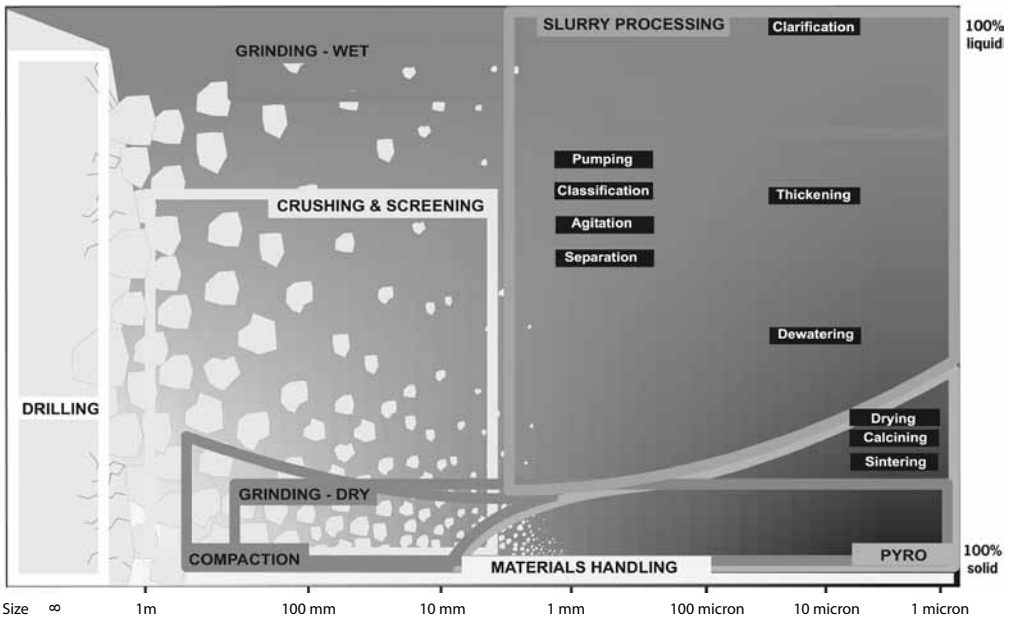 SLURRY PROCESSING
Clarification
100%
liquid
GRINDING - WET
Pumping
Classification
Thickening
CRUSHING & SCREENING
Agitation
Separation
Dewatering
DRILLING
Drying
Calcining
Sintering
GRINDING - DRY
COMPACTION
MATERIALS HANDLING
PYRO
100%
solid
Size ∞ 1m 100 mm 10 mm 1 mm 100 micron 10 micron 1 micron